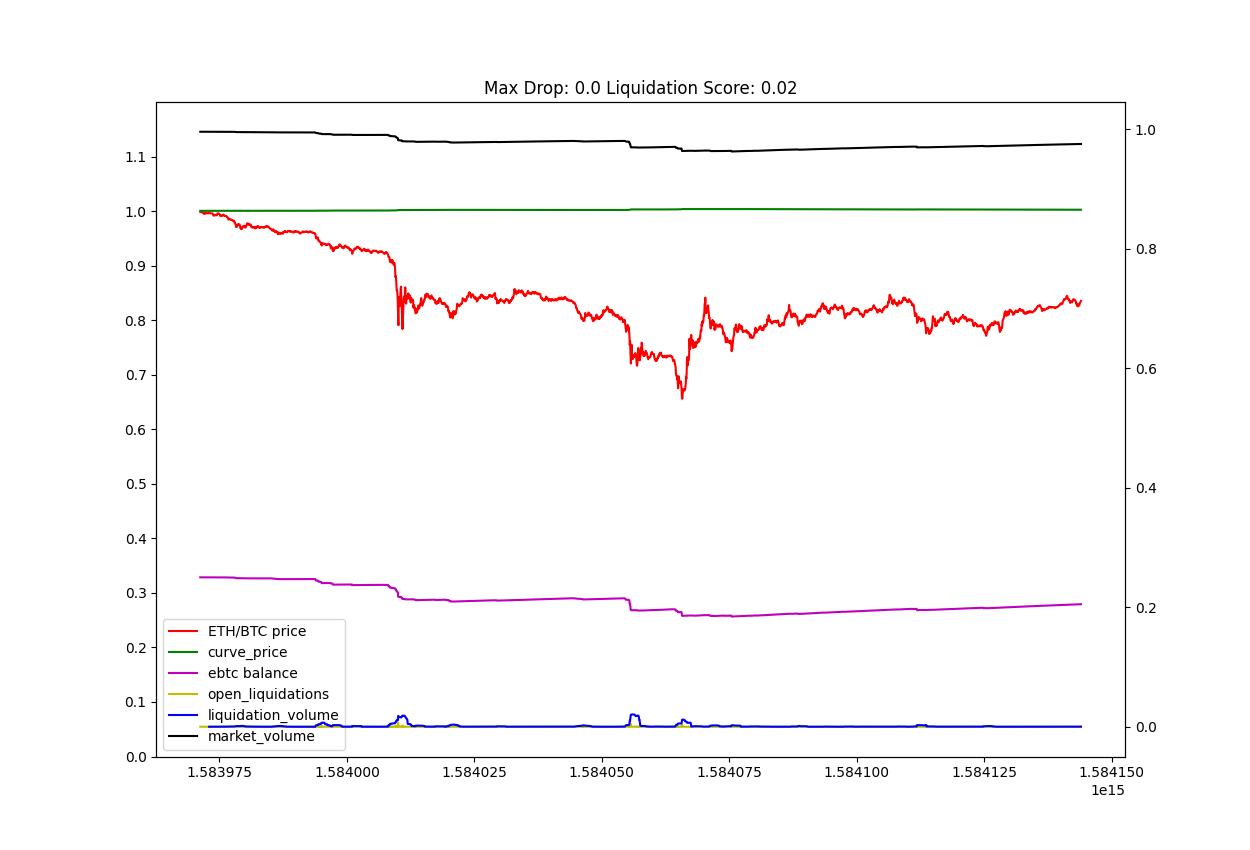 Max Drop: 0.0 Liquidation Score: 0.02
1.1
1.0
0.9
0.8
0.7
0.6
0.5
0.4
0.3
0.2
0.1
0.0
1.0
0.8
0.6
0.4
0.2
0.0
ETH/BTC price
curve_price
ebtc balance
open_liquidations
liquidation_volume
market_volume
1.583975 1.584000 1.584025 1.584050 1.584075 1.584100 1.584125 1.584150
1e15